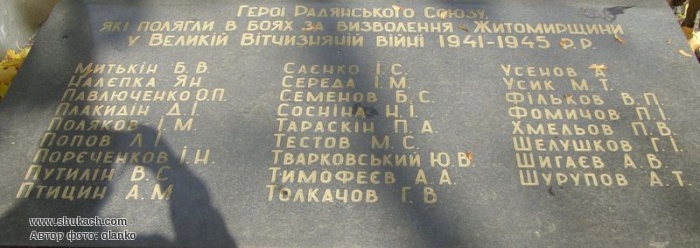 Герої Радянського Союзу,
які полягли в боях за визволення Житомирщини
у Великій Вітчизняній війні 1941-1945 р.р.
Митькін Б.В.
Налєпка Ян
Павлюченко О.П.
Плакидін Д.І
Поляков І.М
Попов Л.І
Порєченков І.Н
Путилін В.С
Птицин А.М
Саєнко І.С.
Середа І.М
Семенов Б.С.
Сосніна Н.І
Тараскін П.А.
Тестов М.С.
Тварковський Ю.В.
Тимофеєв А.А.
Толкачов Г.В
Усенов А
Усик М.Т.
Фільков В.П.
Фомичов П.І
Хмельов П.В.
Шелушков Г.І
Шигаєв А.В
Шурупов А.Т
www.shukach.com
Автор фото: olanko